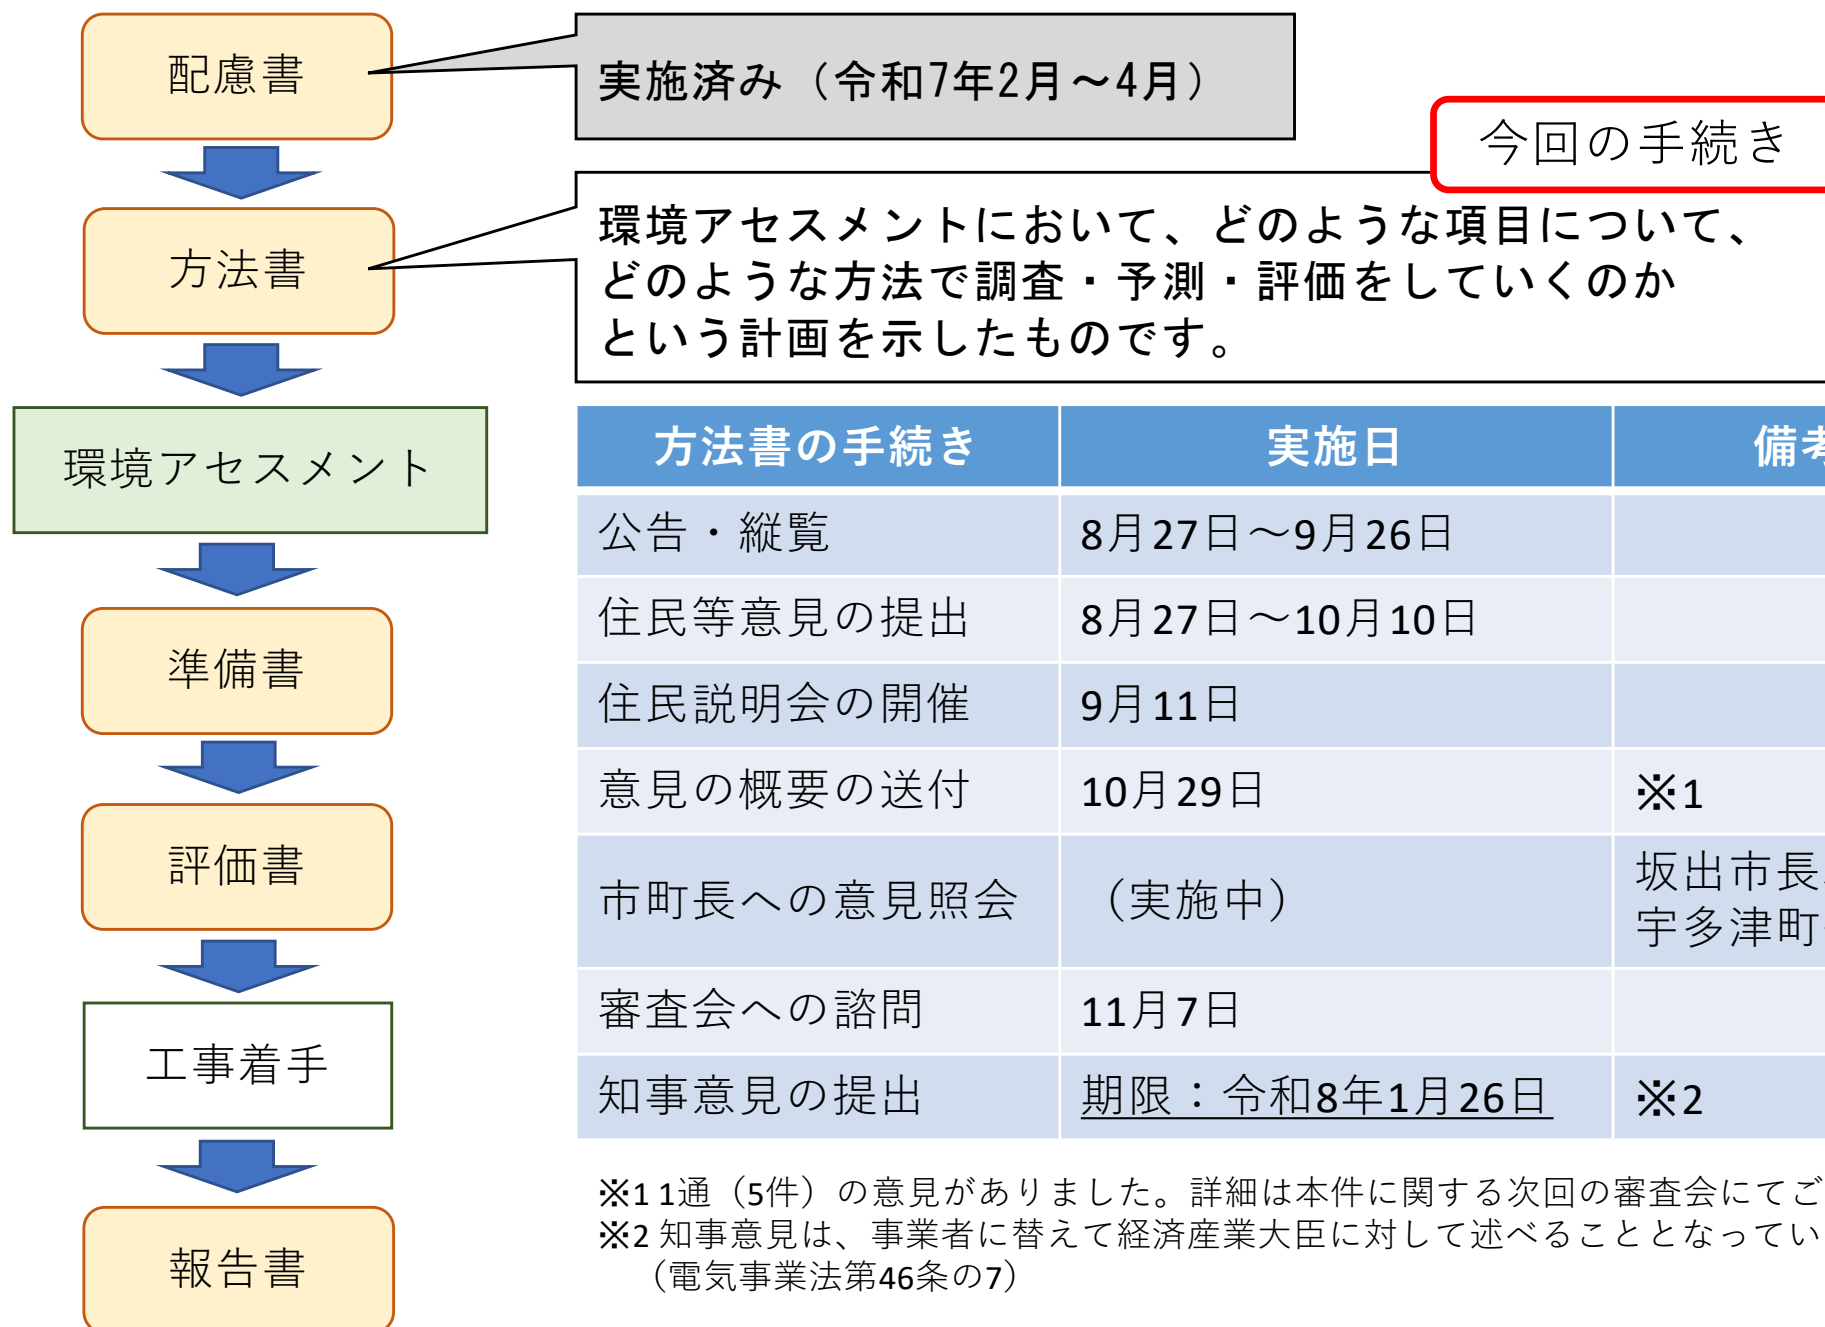 配慮書
実施済み（令和7年2月～4月）
今回の手続き
方法書
環境アセスメントにおいて、どのような項目について、
どのような方法で調査・予測・評価をしていくのか
という計画を示したものです。
環境アセスメント
準備書
評価書
工事着手
報告書
方法書の手続き 実施日 備考
公告・縦覧 8月27日～9月26日
住民等意見の提出 8月27日～10月10日
住民説明会の開催 9月11日
意見の概要の送付 10月29日 ※1
市町長への意見照会 （実施中） 坂出市長
宇多津町
審査会への諮問 11月7日
知事意見の提出 期限：令和8年1月26日 ※2
※1 1通（5件）の意見がありました。詳細は本件に関する次回の審査会にてご
※2 知事意見は、事業者に替えて経済産業大臣に対して述べることとなってい
（電気事業法第46条の7）